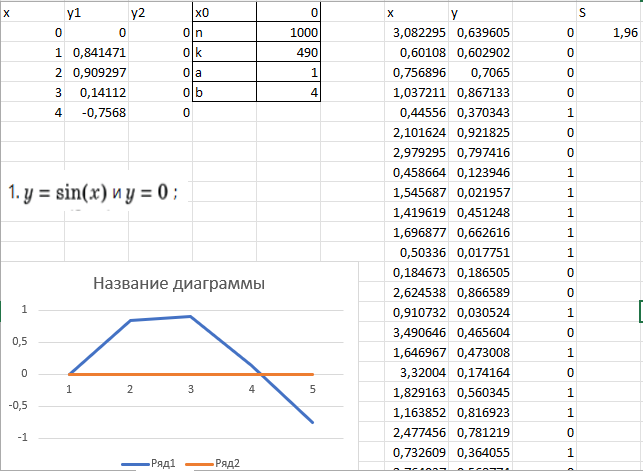 x y1 y2 x0 0 x y S
0 0 0 n 1000 3,082295 0,639605 0 1,96
1 0,841471 0 k 490 0,60108 0,602902 0
2 0,909297 0 a 1 0,756896 0,7065 0
3 0,14112 0 b 4 1,037211 0,867133 0
4 -0,7568 0 0,44556 0,370343 1
2,101624 0,921825 0
2,979295 0,797416 0
0,458664 0,123946 1
1. y = sin(x) и y = 0 ; 1,545687 0,021957 1
1,419619 0,451248 1
1,696877 0,662616 1
0,50336 0,017751 1
0,184673 0,186505 0
Название диаграммы 2,624538 0,866589 0
1 0,910732 0,030524 1
3,490646 0,465604 0
0,5 1,646967 0,473008 1
0 3,32004 0,174164 0
1 2 3 4 5 1,829163 0,560345 1
-0,5 1,163852 0,816923 1
2,477456 0,781219 0
-1 0,732609 0,364055 1
Ряд1 Ряд2